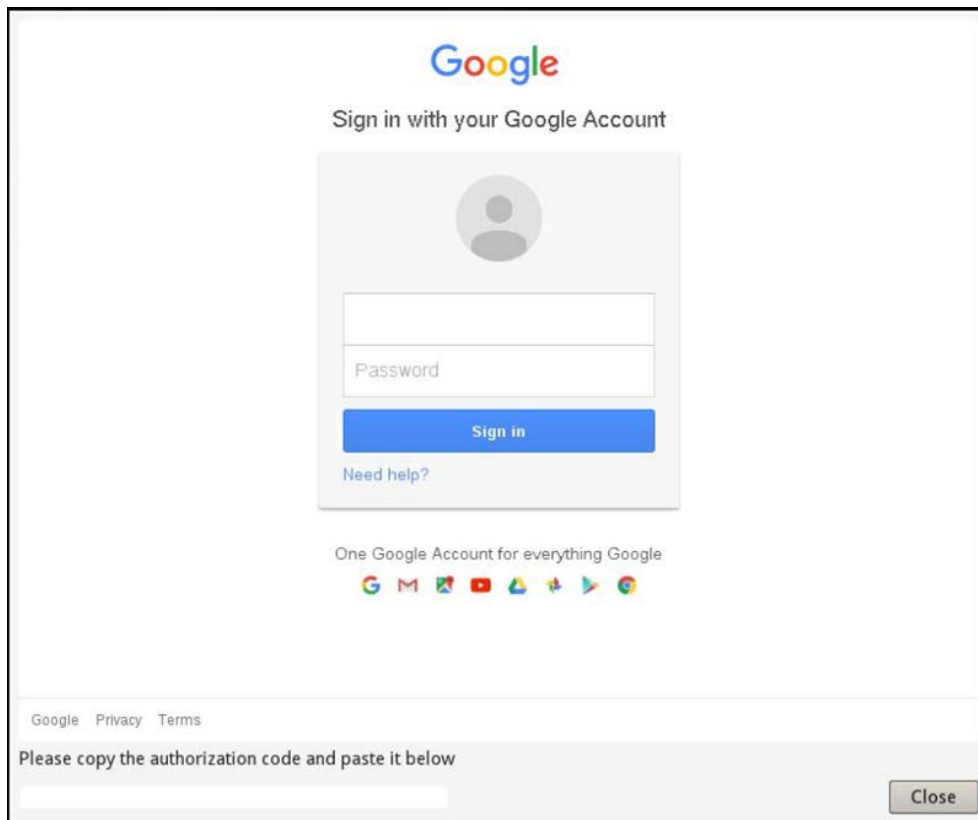 Google
Sign in with your Google Account
Password
Sign in
Need help?
One Google Account for everything Google
Google Privacy Terms
Please copy the authorization code and paste it below
Close